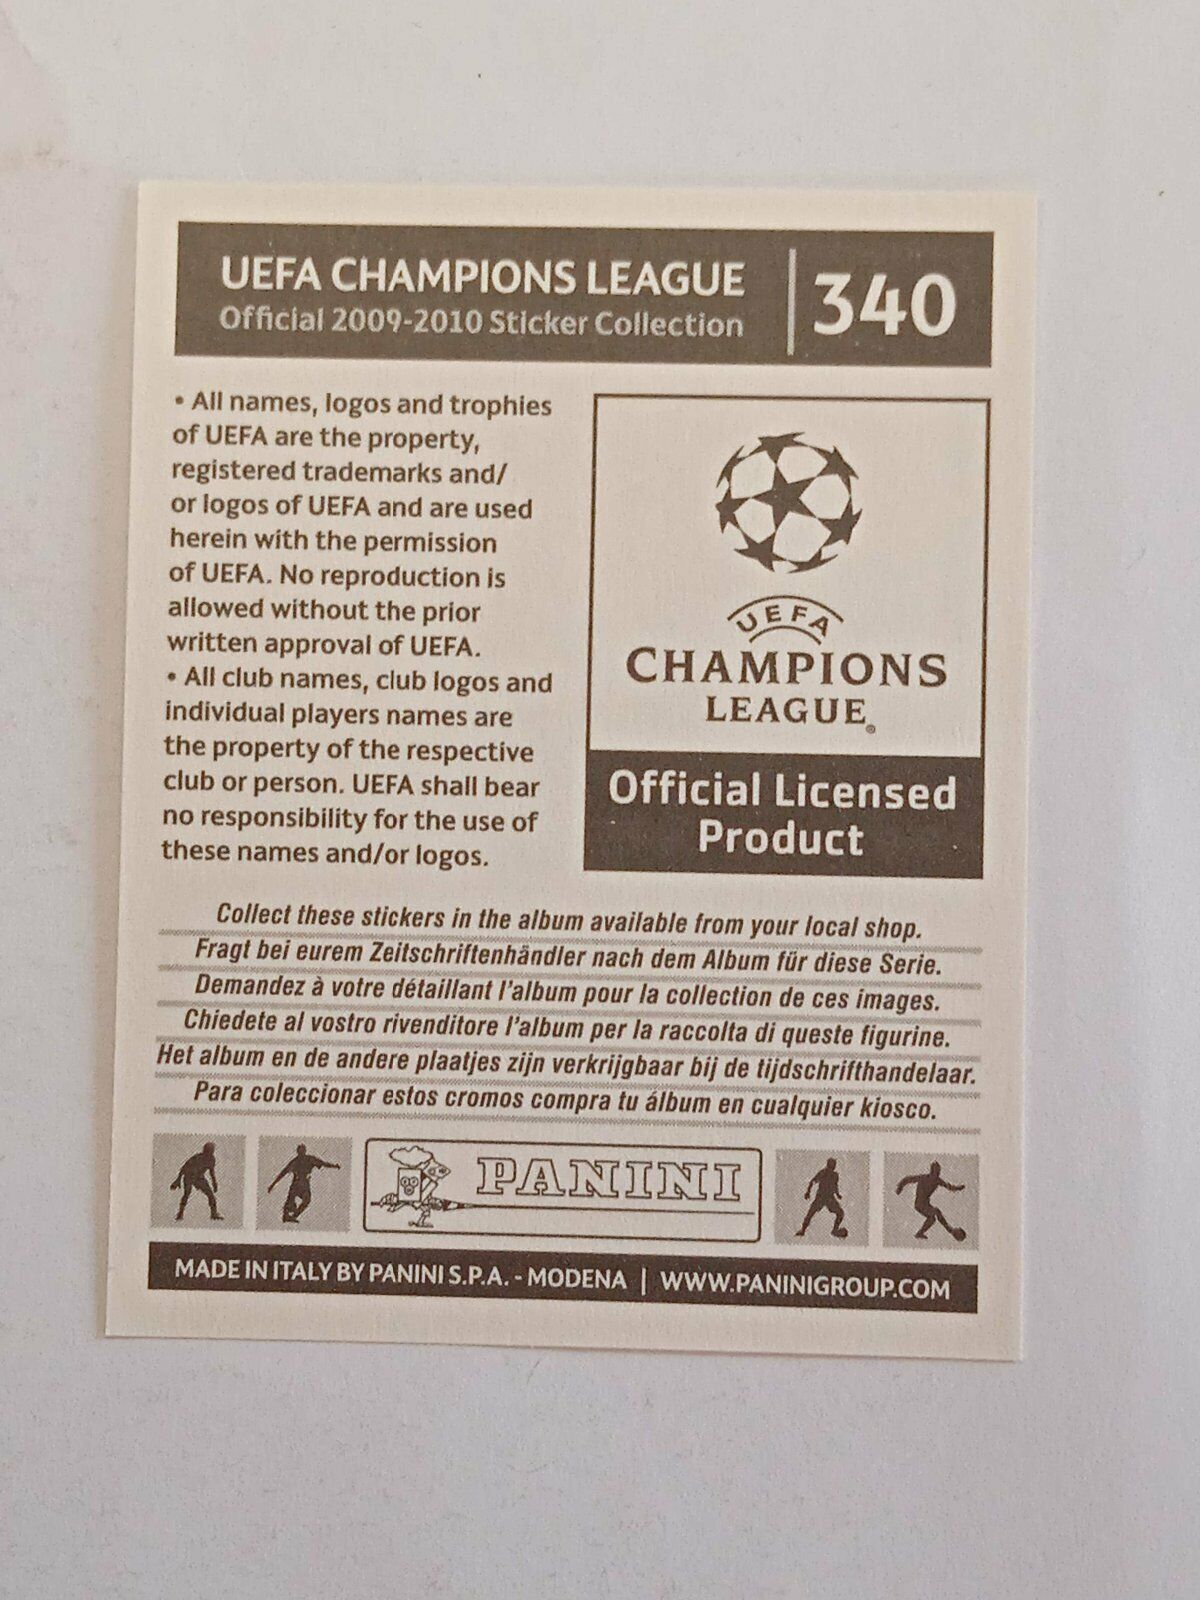 UEFA CHAMPIONS LEAGUE
Official 2009-2010 Sticker Collection
340
• All names, logos and trophies
of UEFA are the property,
registered trademarks and/
or logos of UEFA and are used
herein with the permission
of UEFA. No reproduction is
allowed without the prior
written approval of UEFA.
• All club names, club logos and
individual players names are
the property of the respective
club or person. UEFA shall bear
no responsibility for the use of
these names and/or logos.
UEFA
CHAMPIONS
LEAGUE®
Official Licensed
Product
Collect these stickers in the album available from your local shop.
Fragt bei eurem Zeitschriftenhändler nach dem Album für diese Serie.
Demandez à votre détaillant l'album pour la collection de ces images.
Chiedete al vostro rivenditore l'album per la raccolta di queste figurine.
Het album en de andere plaatjes zijn verkrijgbaar bij de tijdschrifthandelaar.
Para coleccionar estos cromos compra tu álbum en cualquier kiosco.
PANINI
MADE IN ITALY BY PANINI S.P.A. - MODENA | WWW.PANINIGROUP.COM